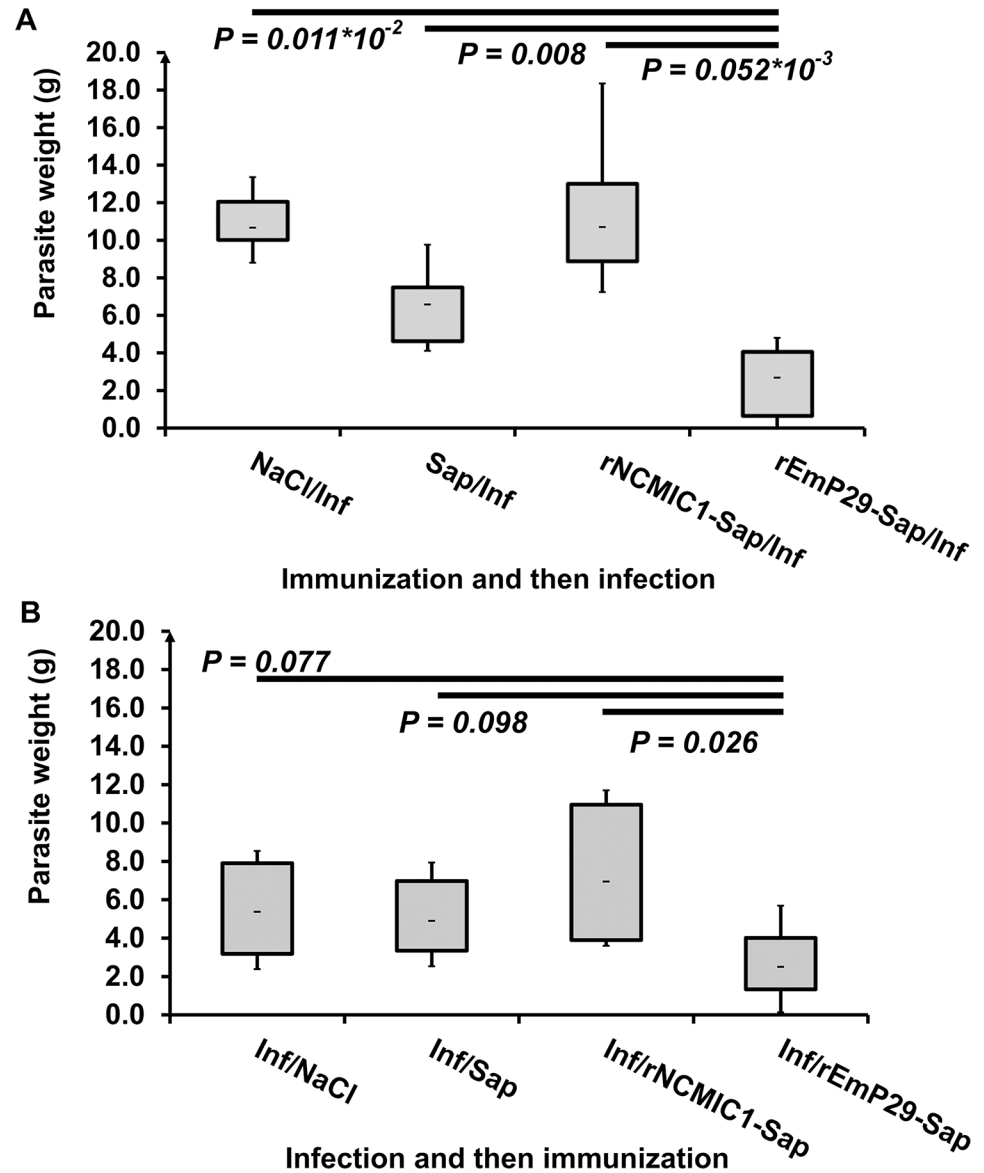 A
P = 0.011*10-2
P = 0.008
P = 0.052*10-3
Parasite weight (g)
20.0
18.0
16.0
14.0
12.0
10.0
8.0
6.0
4.0
2.0
0.0
NaCl/Inf
Sap/Inf
rNCMIC1-Sap/Inf
rEmP29-Sap/Inf
Immunization and then infection
B
P = 0.077
P = 0.098
P = 0.026
Parasite weight (g)
20.0
18.0
16.0
14.0
12.0
10.0
8.0
6.0
4.0
2.0
0.0
Inf/NaCl
Inf/Sap
Inf/rNCMIC1-Sap
Inf/rEmP29-Sap
Infection and then immunization